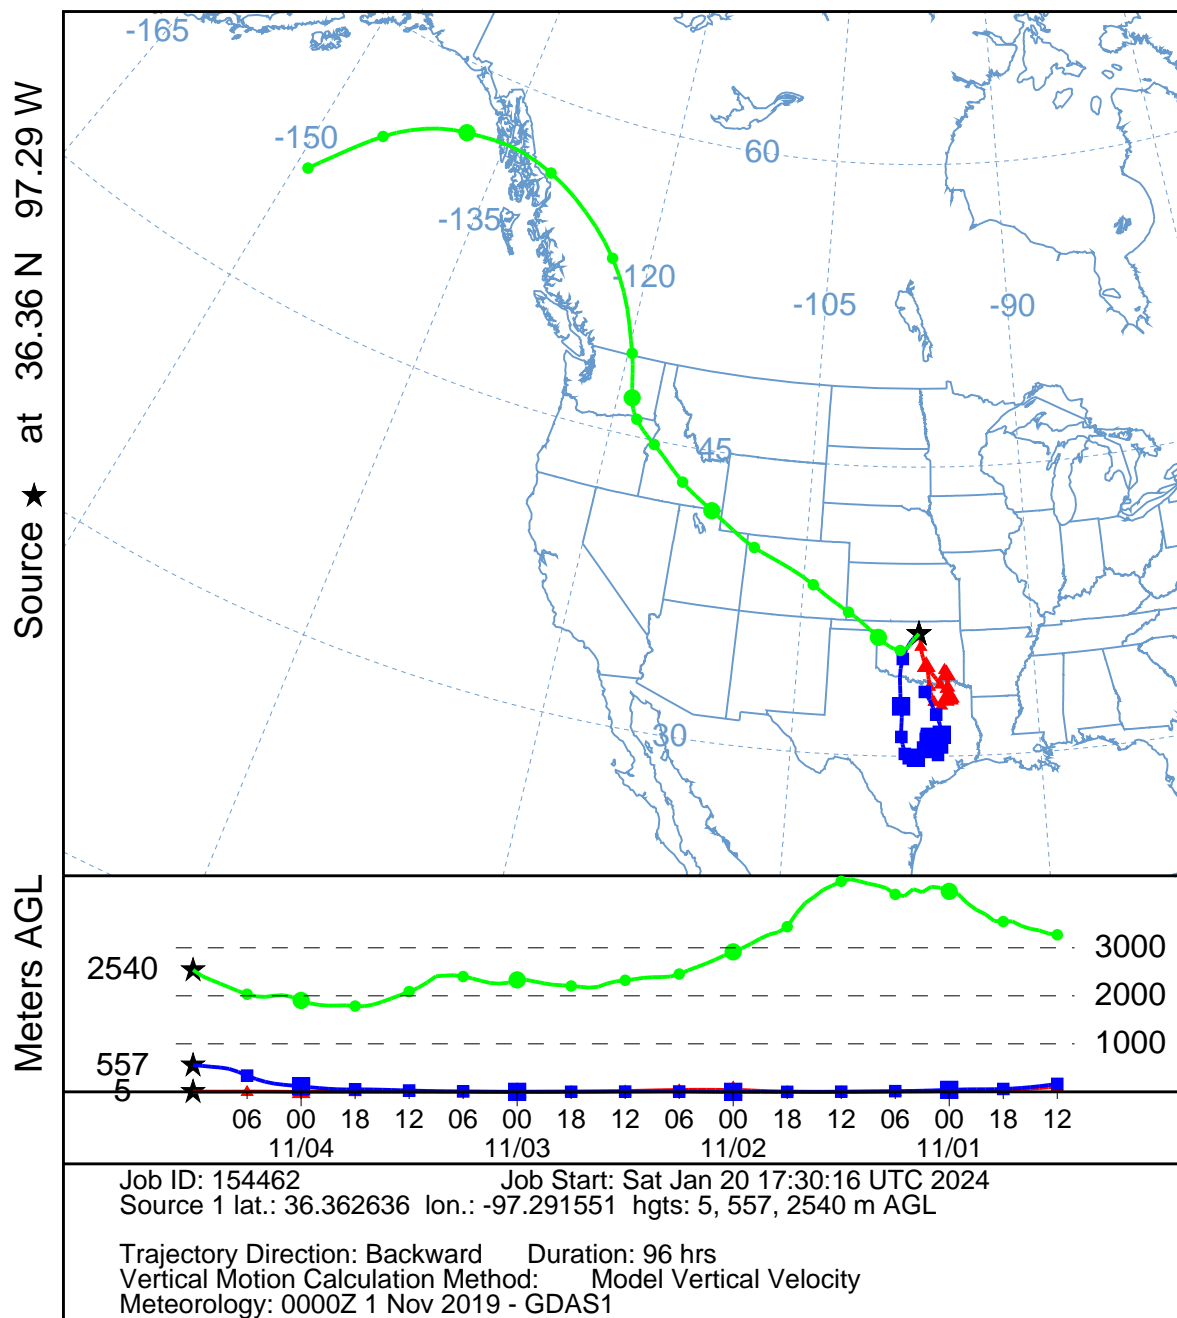 Source ★ at 36.36 N 97.29 W
-165
-150
60
-135
-120
-105
-90
45
30
Meters AGL
2540
3000
2000
557
1000
5
06 00 18 12 06 00 18 12 06 00 18 12 06 00 18 12
11/04 11/03 11/02 11/01
Job ID: 154462 Job Start: Sat Jan 20 17:30:16 UTC 2024
Source 1 lat.: 36.362636 lon.: -97.291551 hgts: 5, 557, 2540 m AGL
Trajectory Direction: Backward Duration: 96 hrs
Vertical Motion Calculation Method: Model Vertical Velocity
Meteorology: 0000Z 1 Nov 2019 - GDAS1